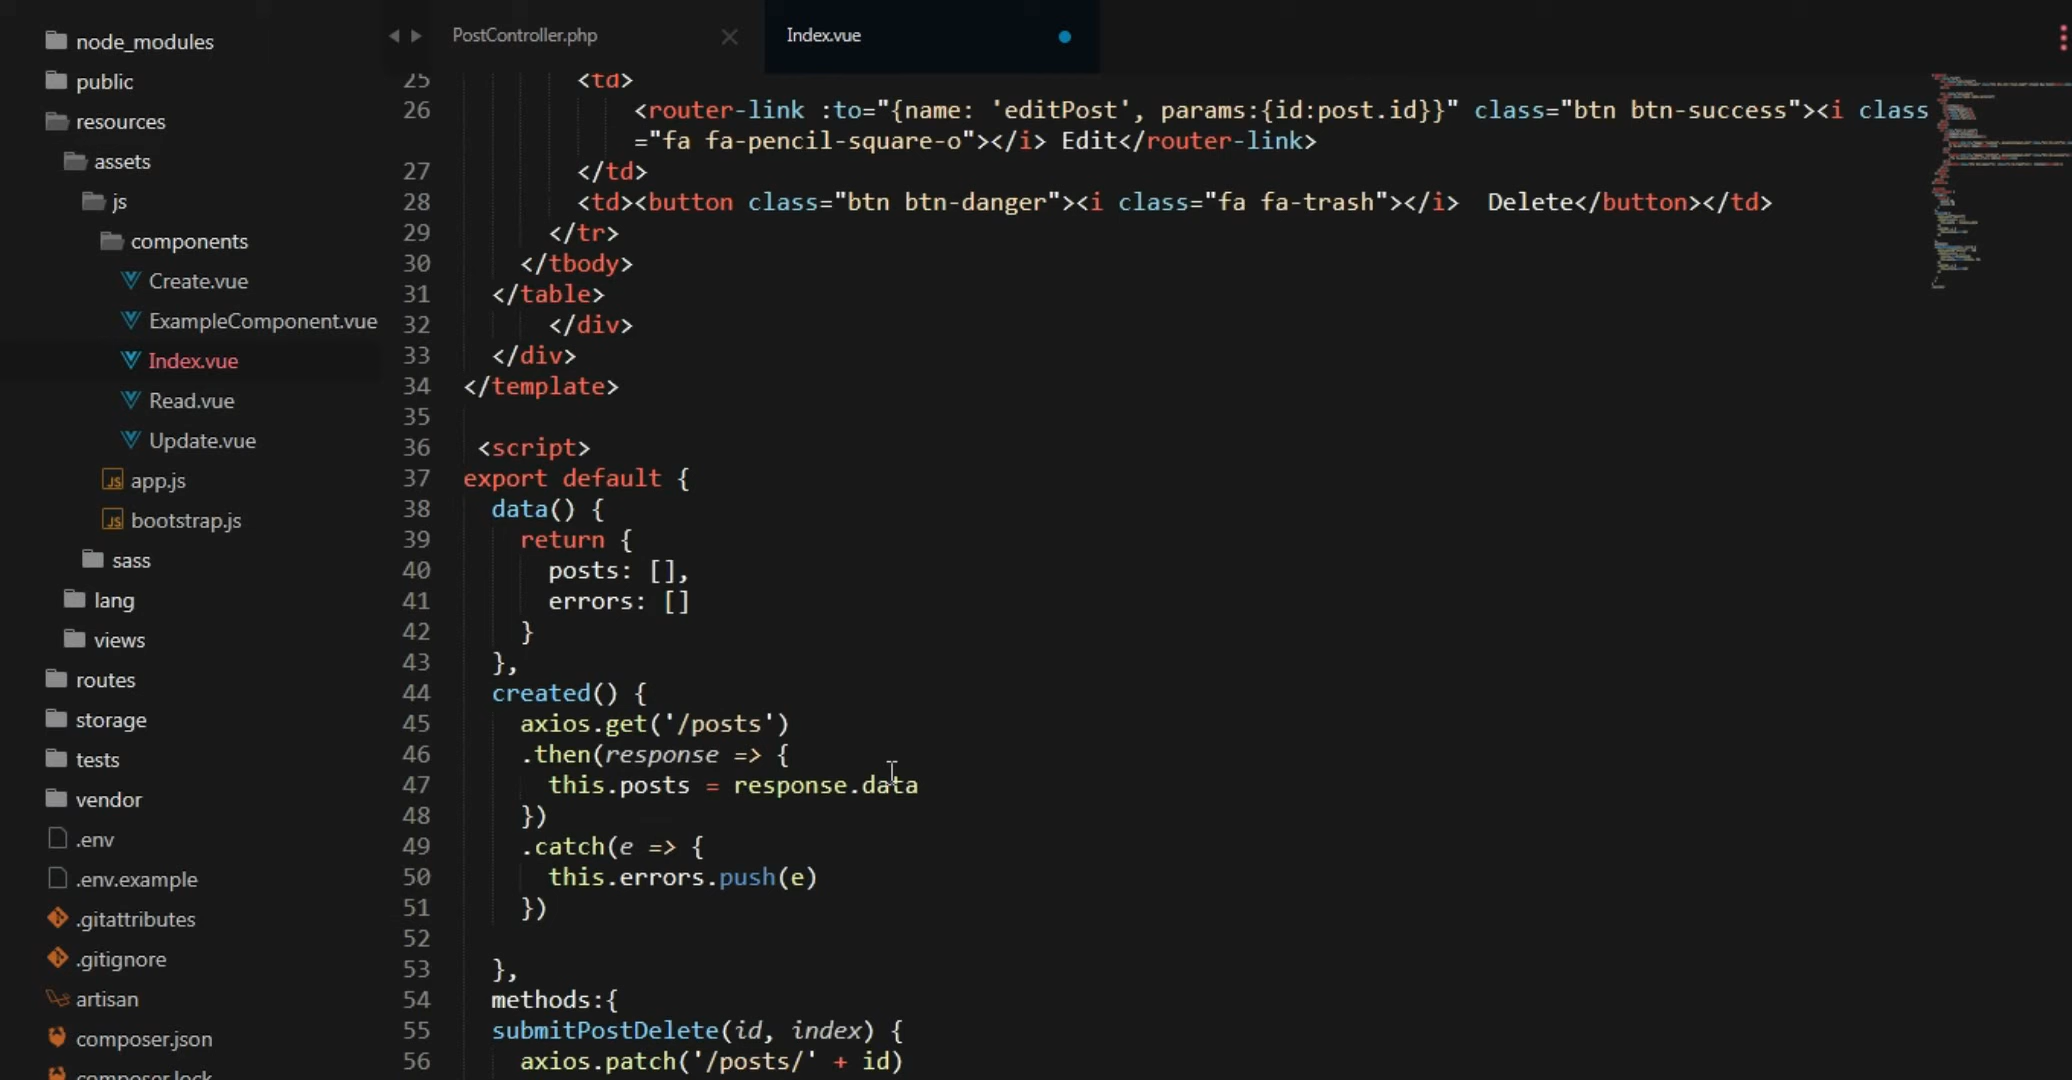 node_modules
public
resources
assets
js
components
Create.vue
ExampleComponent.vue
Index.vue
Read.vue
Update.vue
JS app.js
JS bootstrap.js
sass
lang
views
routes
storage
tests
vendor
.env
.env.example
.gitattributes
.gitignore
artisan
composer.json
composer.lock
PostController.php
Index.vue
25 <td>
26 <router-link :to="{name: 'editPost', params:{id:post.id}}" class="btn btn-success"><i class
="fa fa-pencil-square-o"></i> Edit</router-link>
27 </td>
28 <td><button class="btn btn-danger"><i class="fa fa-trash"></i>  Delete</button></td>
29 </tr>
30 </tbody>
31 </table>
32 </div>
33 </div>
34 </template>
35
36 <script>
37 export default {
38 data() {
39 return {
40 posts: [],
41 errors: []
42 }
43 },
44 created() {
45 axios.get('/posts')
46 .then(response => {
47 this.posts = response.data
48 })
49 .catch(e => {
50 this.errors.push(e)
51 })
52
53 },
54 methods:{
55 submitPostDelete(id, index) {
56 axios.patch('/posts/' + id)